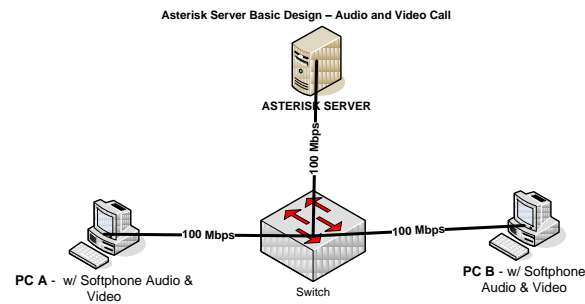 Asterisk Server Basic Design – Audio and Video Call
ASTERISK SERVER
100 Mbps
100 Mbps
100 Mbps
PC A - w/ Softphone Audio &
Video
Switch
PC B - w/ Softphone
Audio & Video